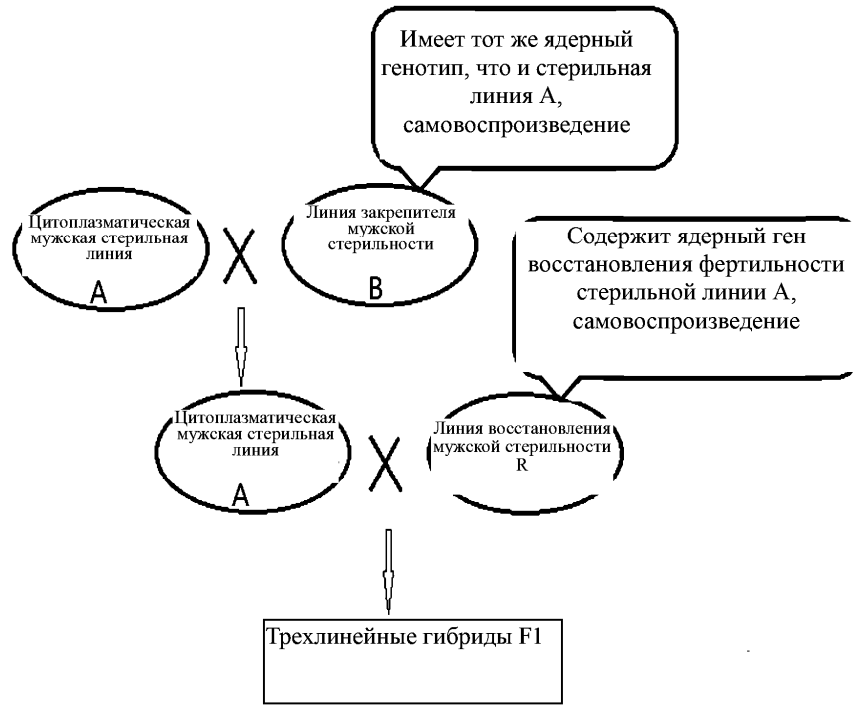 Имеет тот же ядерный
генотип, что и стерильная
линия А,
самовоспроизведение
Цитоплазматическая
мужская стерильная
линия
A
X
Линия закрепителя
мужской
стерильности
B
Содержит ядерный ген
восстановления фертильности
стерильной линии А,
самовоспроизведение
Цитоплазматическая
мужская стерильная
линия
A
X
Линия восстановления
мужской стерильности
R
Трехлинейные гибриды F1